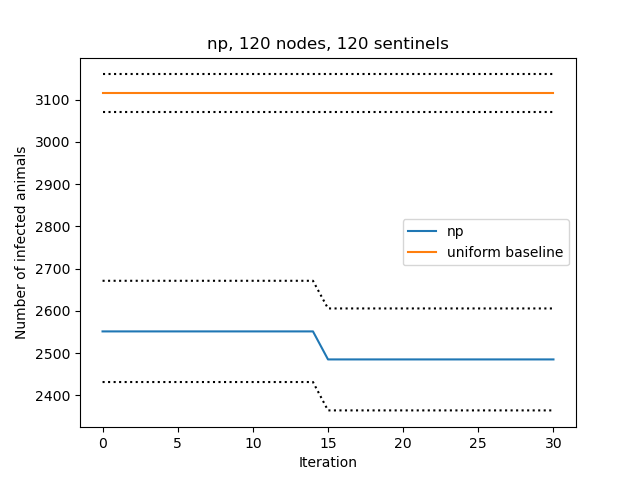 np, 120 nodes, 120 sentinels
Number of infected animals
3100
3000
2900
2800
2700
2600
2500
2400
np
uniform baseline
0 5 10 15 20 25 30
Iteration